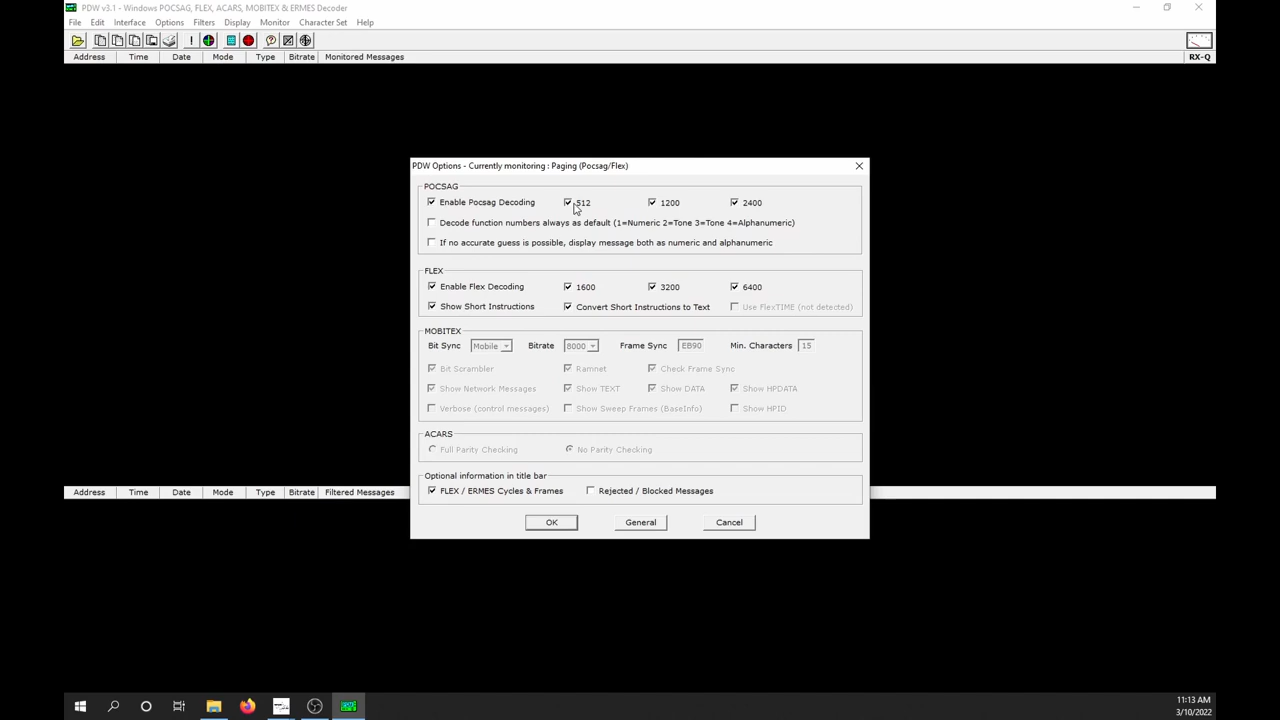 PDW v3.1 - Windows POCSAG, FLEX, ACARS, MOBITEX & ERMES Decoder
File Edit Interface Options Filters Display Monitor Character Set Help
Address Time Date Mode Type Bitrate Monitored Messages RX-Q
PDW Options - Currently monitoring : Paging (Pocsag/Flex)
POCSAG
Enable Pocsag Decoding 512 1200 2400
Decode function numbers always as default (1=Numeric 2=Tone 3=Tone 4=Alphanumeric)
If no accurate guess is possible, display message both as numeric and alphanumeric
FLEX
Enable Flex Decoding 1600 3200 6400
Show Short Instructions Convert Short Instructions to Text Use FlexTIME (not detected)
MOBITEX
Bit Sync Mobile Bitrate 8000 Frame Sync EB90 Min. Characters 15
Bit Scrambler Ramnet Check Frame Sync
Show Network Messages Show TEXT Show DATA Show HPDATA
Verbose (control messages) Show Sweep Frames (BaseInfo) Show HPID
ACARS
Full Parity Checking No Parity Checking
Optional information in title bar
FLEX / ERMES Cycles & Frames Rejected / Blocked Messages
Address Time Date Mode Type Bitrate Filtered Messages
OK General Cancel
11:13 AM
3/10/2022